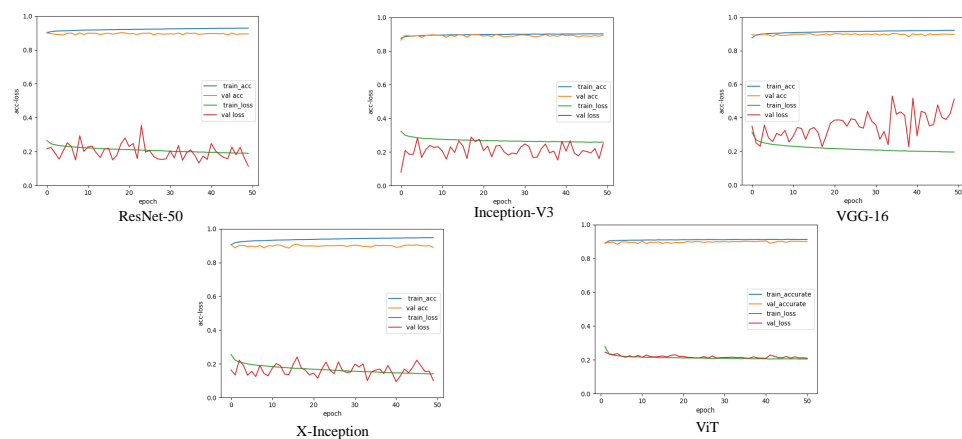 1.0
0.8
0.6
0.4
0.2
0.0
acc-loss
train_acc
val acc
train_loss
val loss
0 10 20 30 40 50
epoch
ResNet-50
1.0
0.8
0.6
0.4
0.2
0.0
train_acc
val acc
train_loss
val loss
0 10 20 30 40 50
epoch
Inception-V3
1.0
0.8
0.6
0.4
0.2
0.0
acc-loss
train_acc
val acc
train_loss
val loss
0 10 20 30 40 50
epoch
VGG-16
1.0
0.8
0.6
0.4
0.2
0.0
acc-loss
train_acc
val acc
train_loss
val loss
0 10 20 30 40 50
epoch
X-Inception
1.0
0.8
0.6
0.4
0.2
0.0
train_accurate
val_accurate
train_loss
val_loss
0 10 20 30 40 50
epoch
ViT